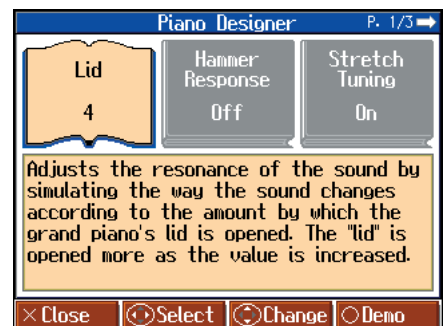 Piano Designer P. 1/3
Lid
4
Hammer
Response
Off
Stretch
Tuning
On
Adjusts the resonance of the sound by
simulating the way the sound changes
according to the amount by which the
grand piano's lid is opened. The "lid" is
opened more as the value is increased.
×Close Select Change Demo